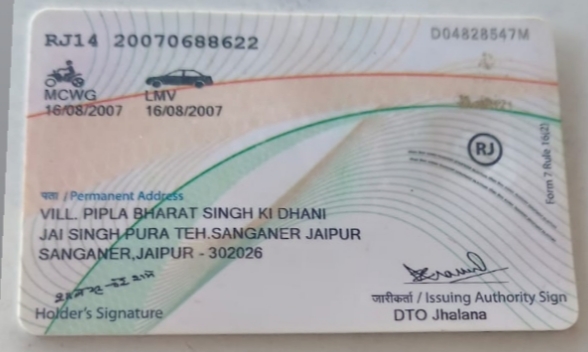 RJ14 20070688622
D04828547M
MCWG LMV
16/08/2007 16/08/2007
RJ
Form 7 Rule 16(2)
पता / Permanent Address
VILL. PIPLA BHARAT SINGH KI DHANI
JAI SINGH PURA TEH.SANGANER JAIPUR
SANGANER,JAIPUR - 302026
Holder's Signature
जारीकर्ता / Issuing Authority Sign
DTO Jhalana